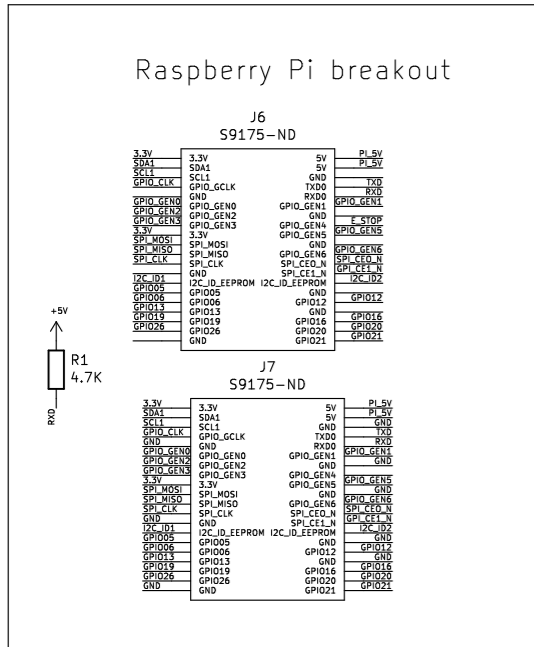 Raspberry Pi breakout
J6
S9175-ND
3.3V 3.3V 5V PI_5V
SDA1 SDA1 5V PI_5V
SCL1 SCL1 GND
GPIO_CLK GPIO_GCLK TXD0 TXD
RXD0 RXD
GPIO_GEN0 GPIO_GEN0 GPIO_GEN1 GPIO_GEN1
GPIO_GEN2 GPIO_GEN2 GND
GPIO_GEN3 GPIO_GEN3 GPIO_GEN4 E_STOP
3.3V 3.3V GPIO_GEN5 GPIO_GEN5
SPI_MOSI SPI_MOSI GND
SPI_MISO SPI_MISO GPIO_GEN6 GPIO_GEN6
SPI_CLK SPI_CLK SPI_CE0_N SPI_CE0_N
GND SPI_CE1_N GPI_CE1_N
I2C_ID1 I2C_ID_EEPROM I2C_ID_EEPROM I2C_ID2
GPIO05 GPIO05 GND
GPIO06 GPIO06 GPIO12 GPIO12
GPIO13 GPIO13 GND
GPIO19 GPIO19 GPIO16 GPIO16
GPIO26 GPIO26 GPIO20 GPIO20
GND GPIO21 GPIO21
+5V
R1
4.7K
RXD
J7
S9175-ND
3.3V 3.3V 5V PI_5V
SDA1 SDA1 5V PI_5V
SCL1 SCL1 GND GND
GPIO_CLK GPIO_GCLK TXD0 TXD
GND GND RXD0 RXD
GPIO_GEN0 GPIO_GEN0 GPIO_GEN1 GPIO_GEN1
GPIO_GEN2 GPIO_GEN2 GND GND
GPIO_GEN3 GPIO_GEN3 GPIO_GEN4
3.3V 3.3V GPIO_GEN5 GPIO_GEN5
SPI_MOSI SPI_MOSI GND GND
SPI_MISO SPI_MISO GPIO_GEN6 GPIO_GEN6
SPI_CLK SPI_CLK SPI_CE0_N SPI_CE0_N
GND GND SPI_CE1_N GPI_CE1_N
I2C_ID1 I2C_ID_EEPROM I2C_ID_EEPROM I2C_ID2
GPIO05 GPIO05 GND GND
GPIO06 GPIO06 GPIO12 GPIO12
GPIO13 GPIO13 GND GND
GPIO19 GPIO19 GPIO16 GPIO16
GPIO26 GPIO26 GPIO20 GPIO20
GND GND GPIO21 GPIO21